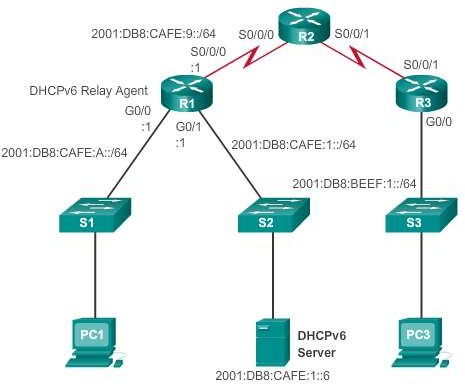 2001:DB8:CAFE:9::/64
S0/0/0
R2
S0/0/1
S0/0/0
:1
S0/0/1
DHCPv6 Relay Agent
R1
R3
G0/0
:1
G0/1
:1
G0/0
2001:DB8:CAFE:A::/64
2001:DB8:CAFE:1::/64
2001:DB8:BEEF:1::/64
S1
S2
S3
PC1
DHCPv6
Server
PC3
2001:DB8:CAFE:1::6